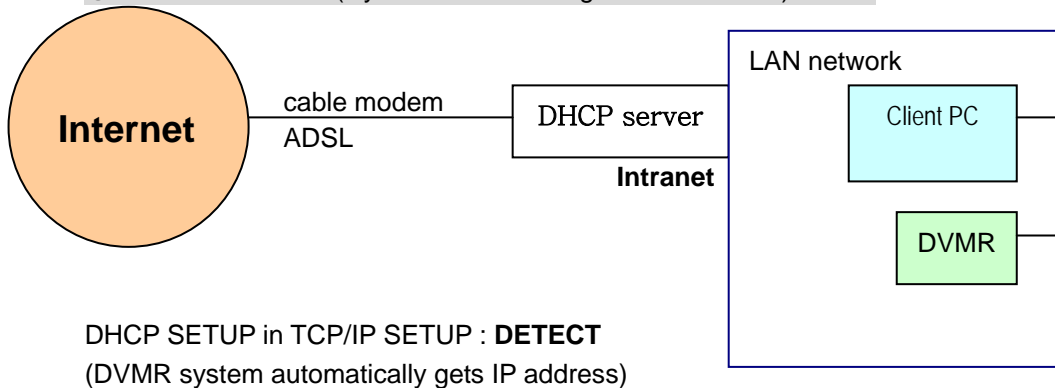 LAN network
Internet
cable modem
ADSL
DHCP server
Client PC
Intranet
DVMR
DHCP SETUP in TCP/IP SETUP : DETECT
(DVMR system automatically gets IP address)